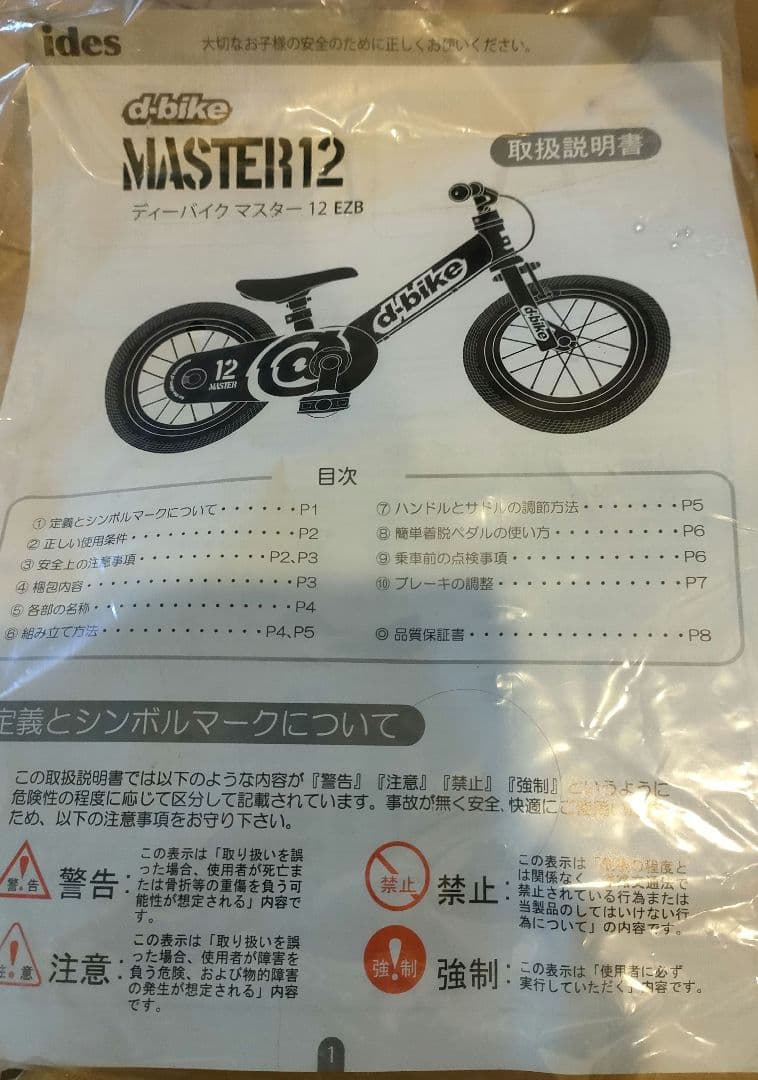 ides
大切なお子様の安全のために正しくお使いください。
d-bike
MASTER12
ディーバイク マスター 12 EZB
取扱説明書
d-bike
d-bike
12
MASTER
目次
① 定義とシンボルマークについて・・・・・・P1
② 正しい使用条件・・・・・・・・・・・・・P2
③ 安全上の注意事項・・・・・・・・・・P2、P3
④ 梱包内容・・・・・・・・・・・・・・・・P3
⑤ 各部の名称・・・・・・・・・・・・・・・P4
⑥ 組み立て方法・・・・・・・・・・・・P4、P5
⑦ ハンドルとサドルの調節方法・・・・・・・・P5
⑧ 簡単着脱ペダルの使い方・・・・・・・・・・P6
⑨ 乗車前の点検事項・・・・・・・・・・・・・P6
⑩ ブレーキの調整・・・・・・・・・・・・・・P7
◎ 品質保証書・・・・・・・・・・・・・・・・P8
定義とシンボルマークについて
この取扱説明書では以下のような内容が『警告』『注意』『禁止』『強制』というように
危険性の程度に応じて区分して記載されています。事故が無く安全、快適にご
ため、以下の注意事項をお守り下さい。
警告
警告：
この表示は「取り扱いを誤
った場合、使用者が死亡ま
たは骨折等の重傷を負う可
能性が想定される」内容で
す。
注意
注意：
この表示は「取り扱いを誤
った場合、使用者が障害を
負う危険、および物的障害
の発生が想定される」内容
です。
禁止
禁止：
この表示は「 の程度と
は関係なく、 交通法で
禁止されている行為または
当製品のしてはいけない行
為について」の内容です。
強制
強制：
この表示は「使用者に必ず
実行していただく」内容です。
1